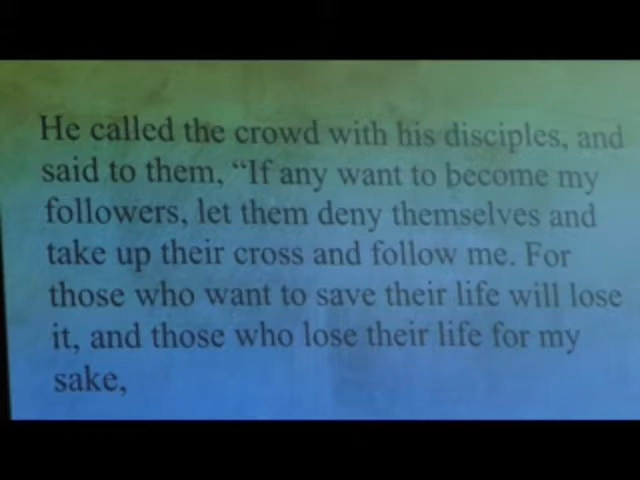 He called the crowd with his disciples, and
said to them, “If any want to become my
followers, let them deny themselves and
take up their cross and follow me. For
those who want to save their life will lose
it, and those who lose their life for my
sake,